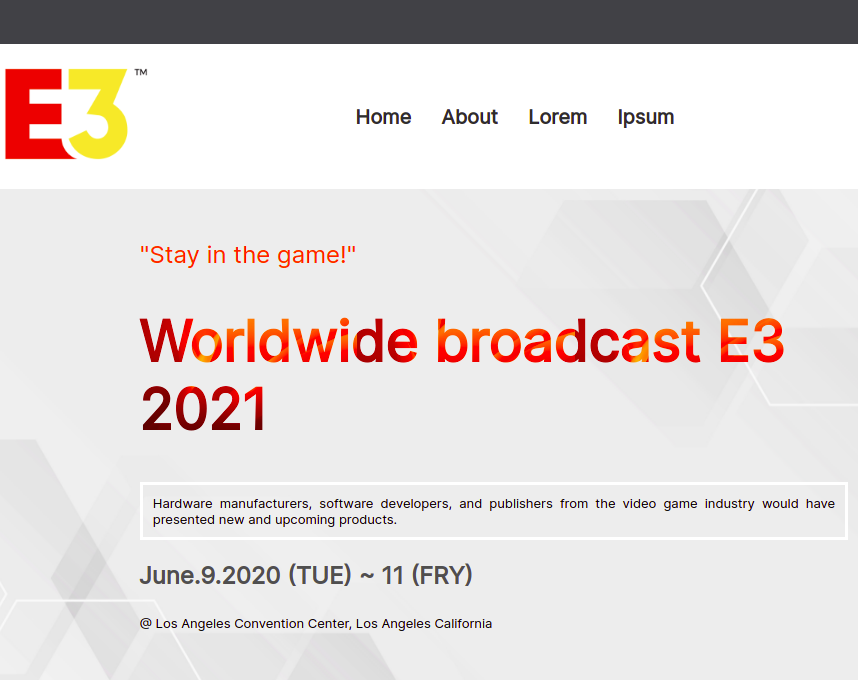 E3™
Home About Lorem Ipsum
"Stay in the game!"
Worldwide broadcast E3
2021
Hardware manufacturers, software developers, and publishers from the video game industry would have
presented new and upcoming products.
June.9.2020 (TUE) ~ 11 (FRY)
@ Los Angeles Convention Center, Los Angeles California